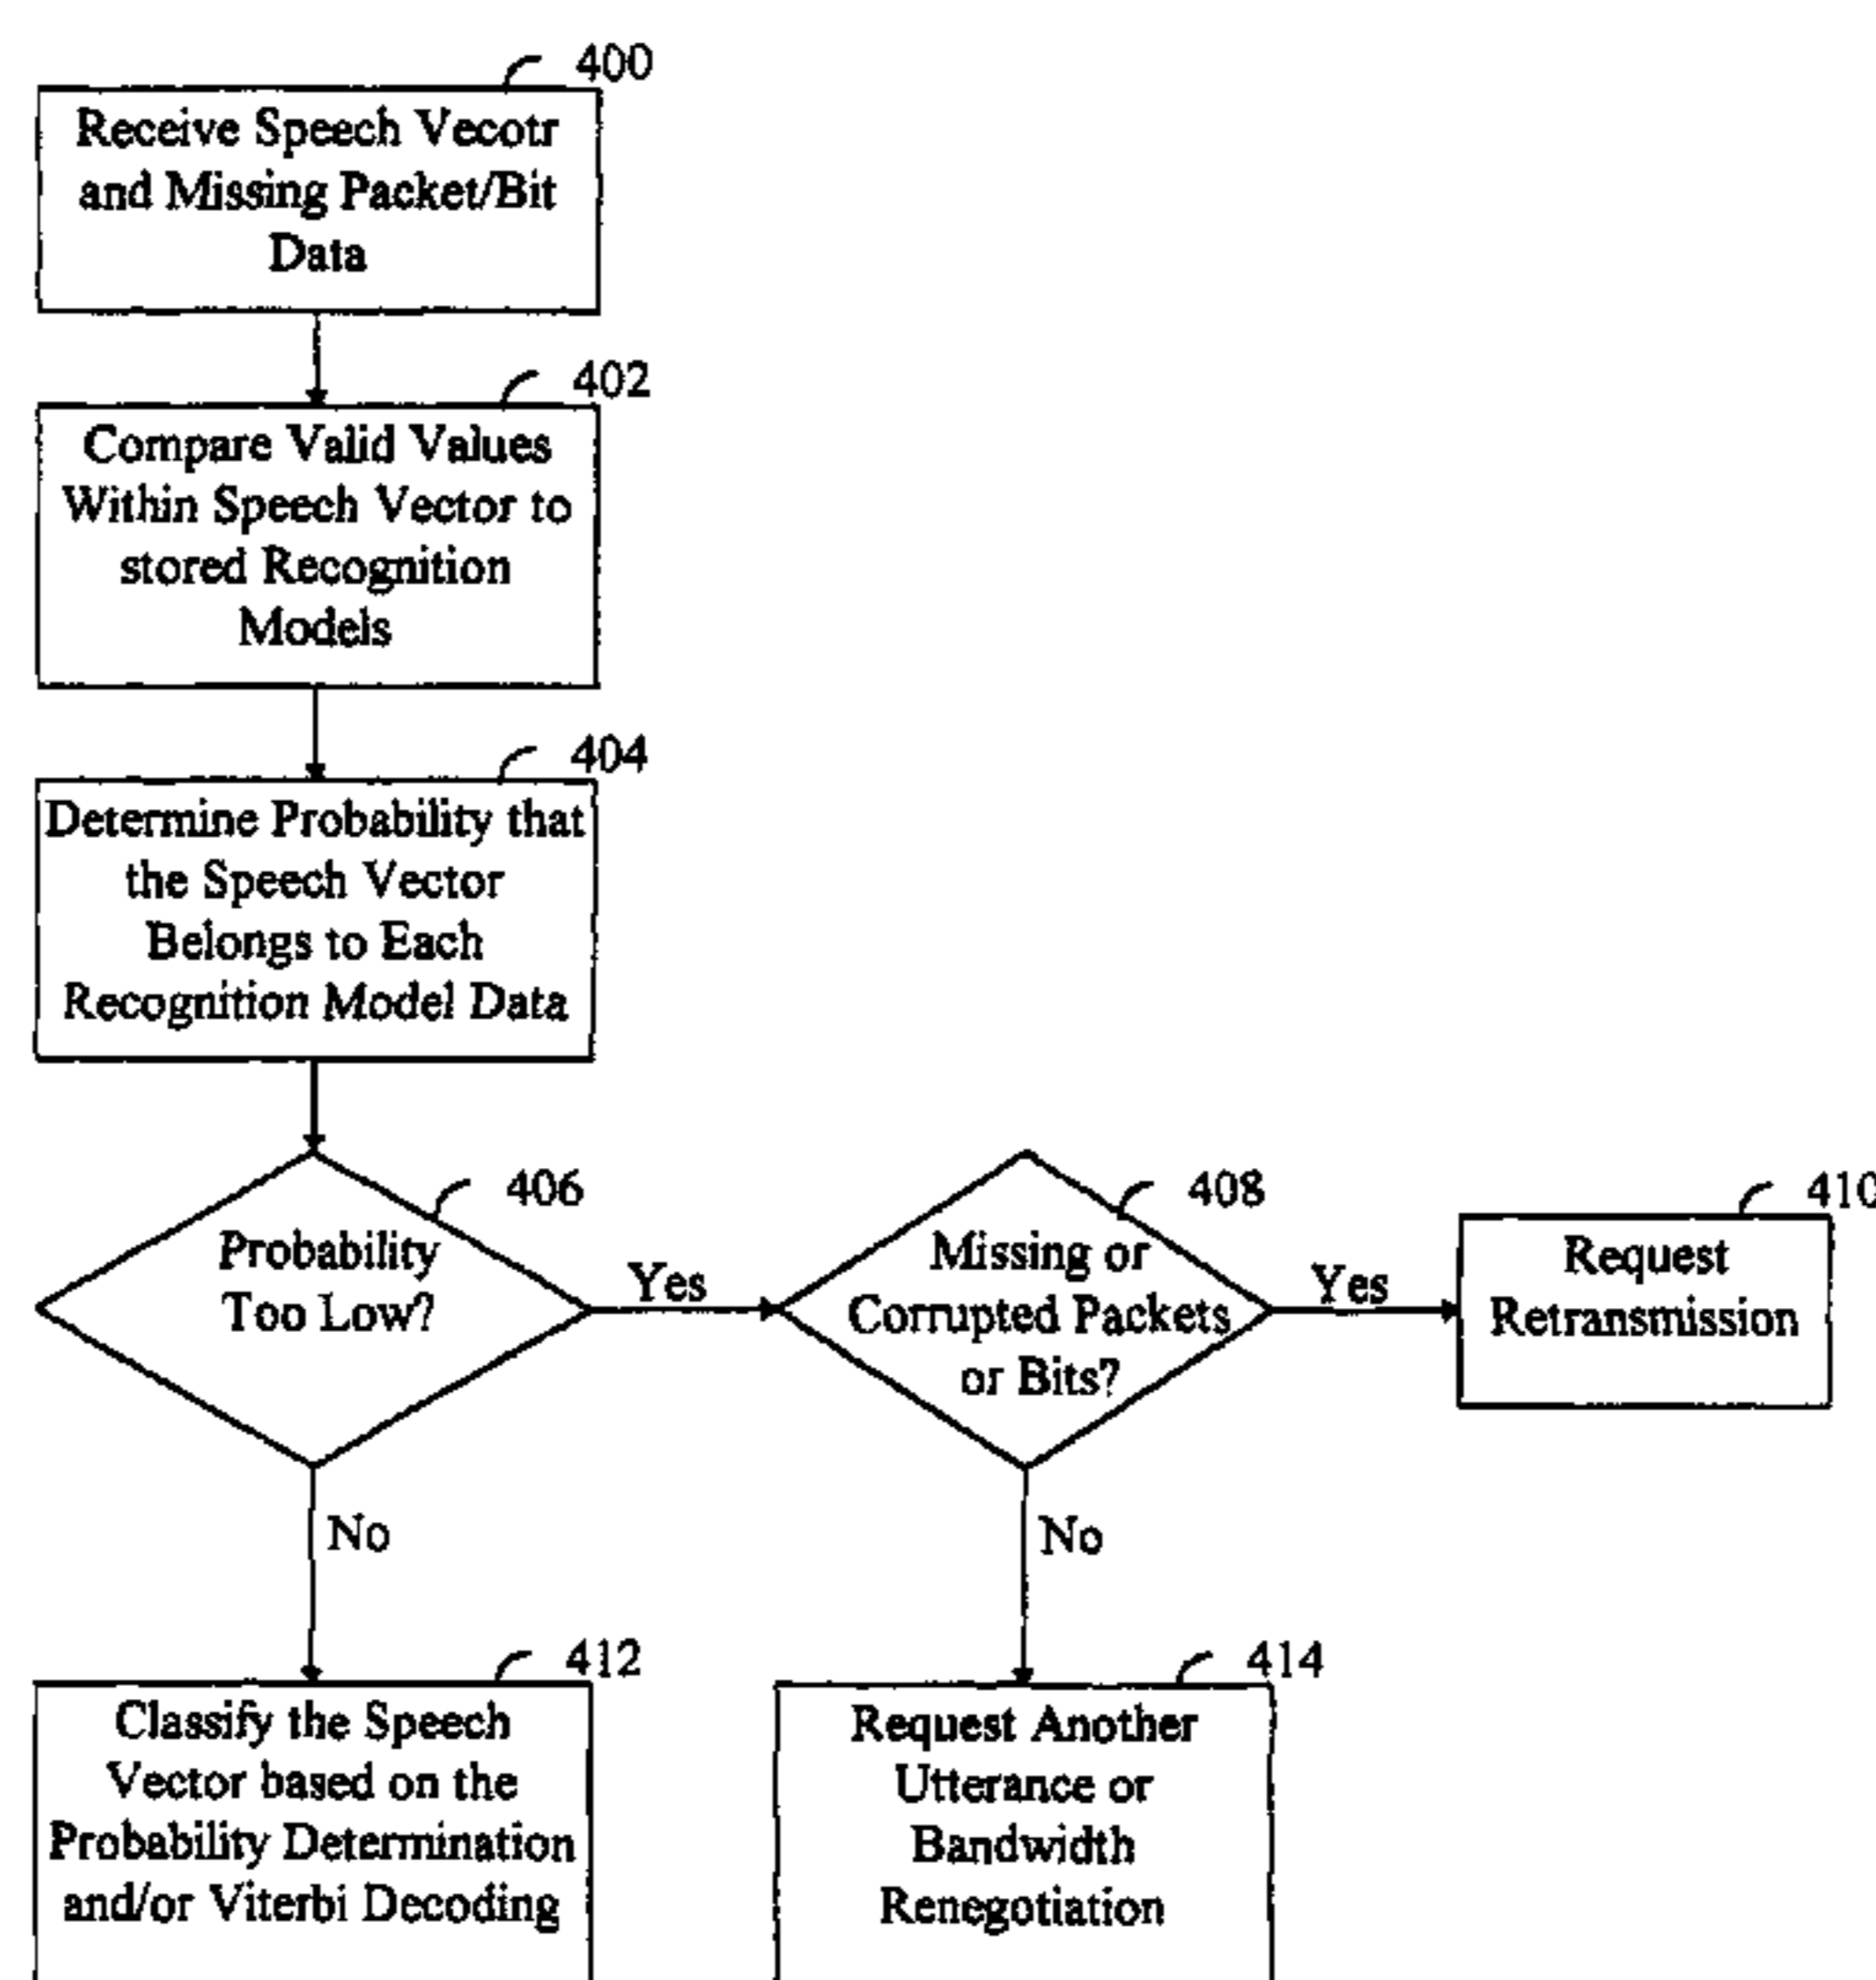 400
Receive Speech Vecotr
and Missing Packet/Bit
Data
402
Compare Valid Values
Within Speech Vector to
stored Recognition
Models
404
Determine Probability that
the Speech Vector
Belongs to Each
Recognition Model Data
406
Probability
Too Low?
Yes
No
408
Missing or
Corrupted Packets
or Bits?
Yes
No
410
Request
Retransmission
412
Classify the Speech
Vector based on the
Probability Determination
and/or Viterbi Decoding
414
Request Another
Utterance or
Bandwidth
Renegotiation